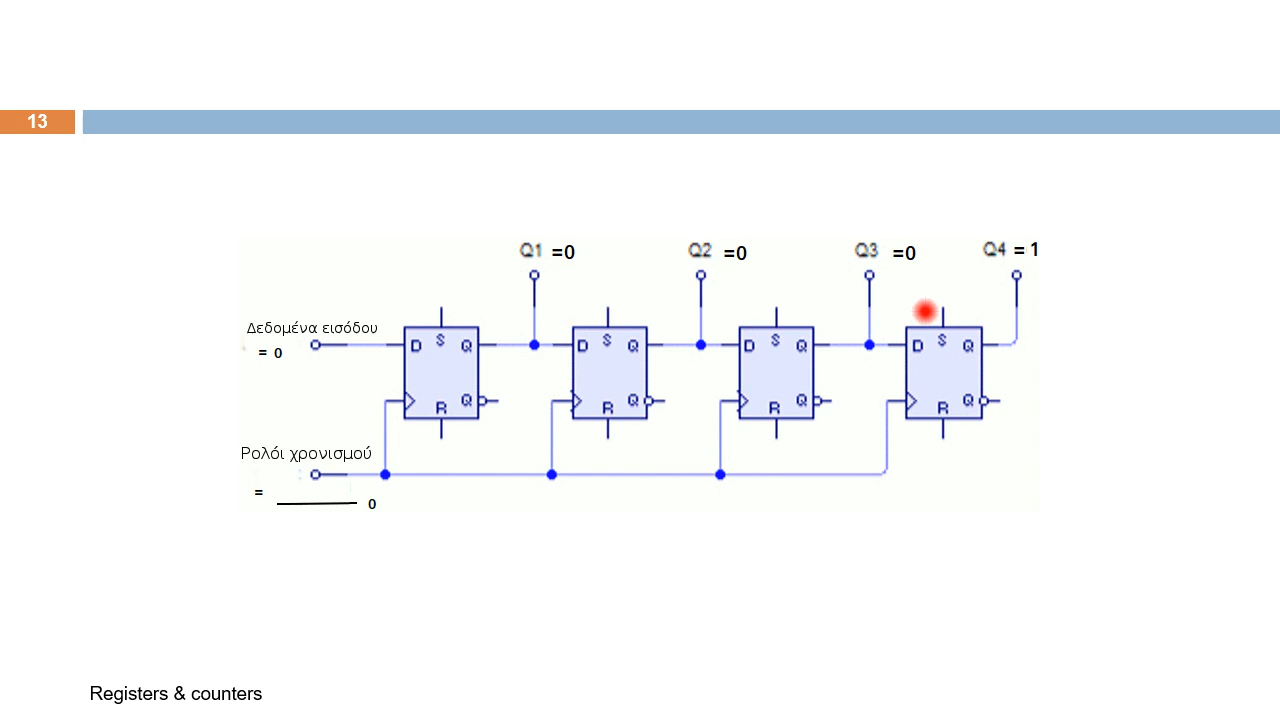 13
Q1 =0 Q2 =0 Q3 =0 Q4 = 1
Δεδομένα εισόδου
= 0
D S Q D S Q D S Q D S Q
R Q R Q R Q R Q
Ρολόι χρονισμού
= 0
Registers & counters